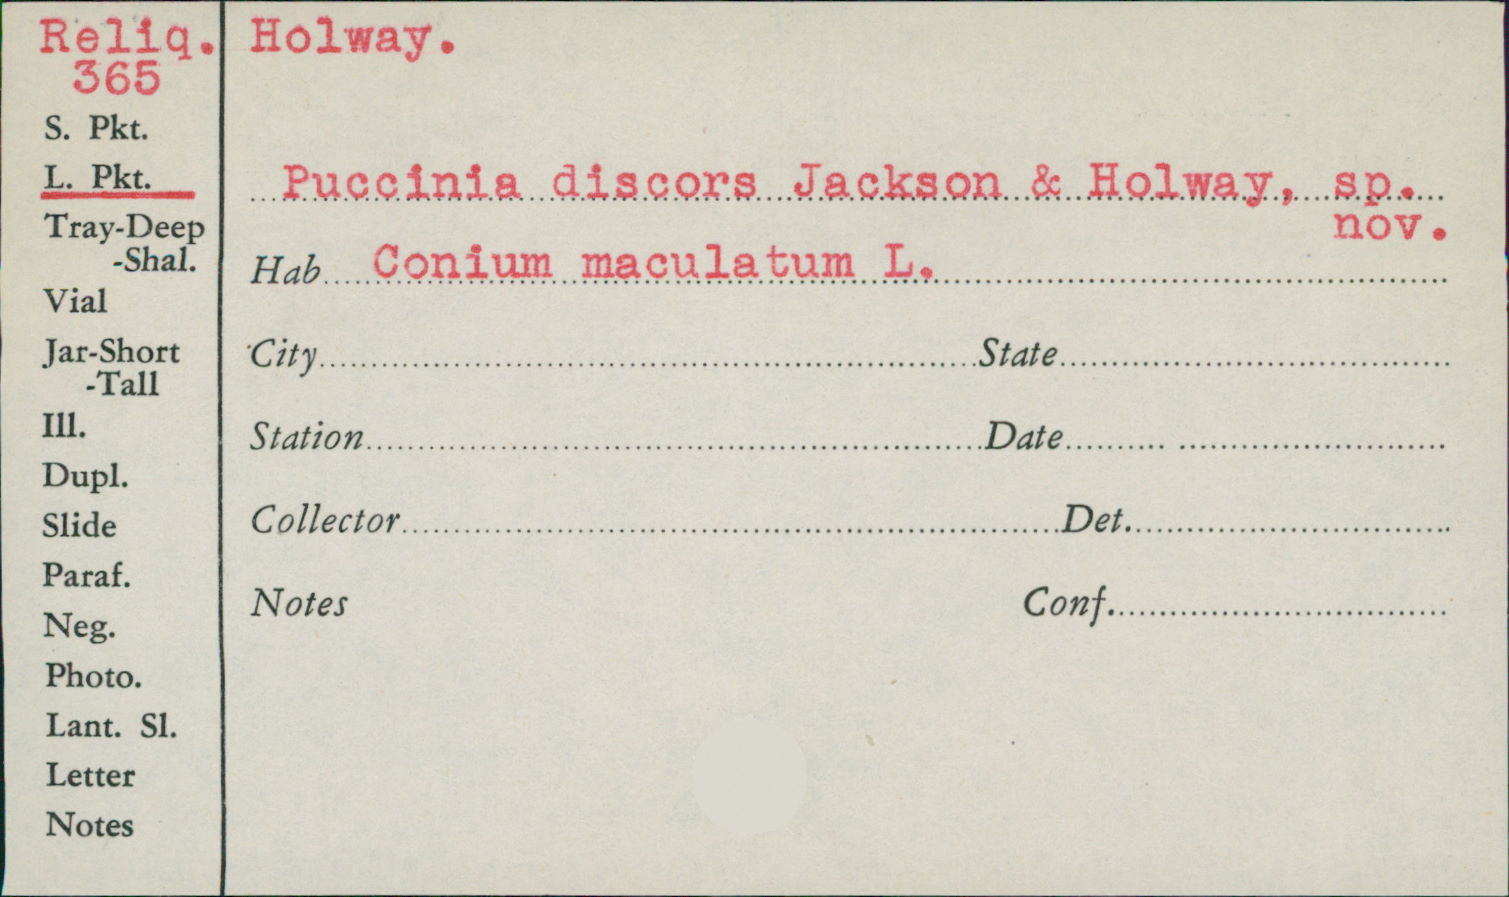 Reliq. Holway.
365
S. Pkt.
L. Pkt.
Puccinia discors Jackson & Holway, sp.
nov.
Tray-Deep
-Shal.
Hab Conium maculatum L.
Vial
Jar-Short
-Tall
City State
Ill.
Station Date
Dupl.
Slide
Collector Det.
Paraf.
Notes Conf.
Neg.
Photo.
Lant. Sl.
Letter
Notes